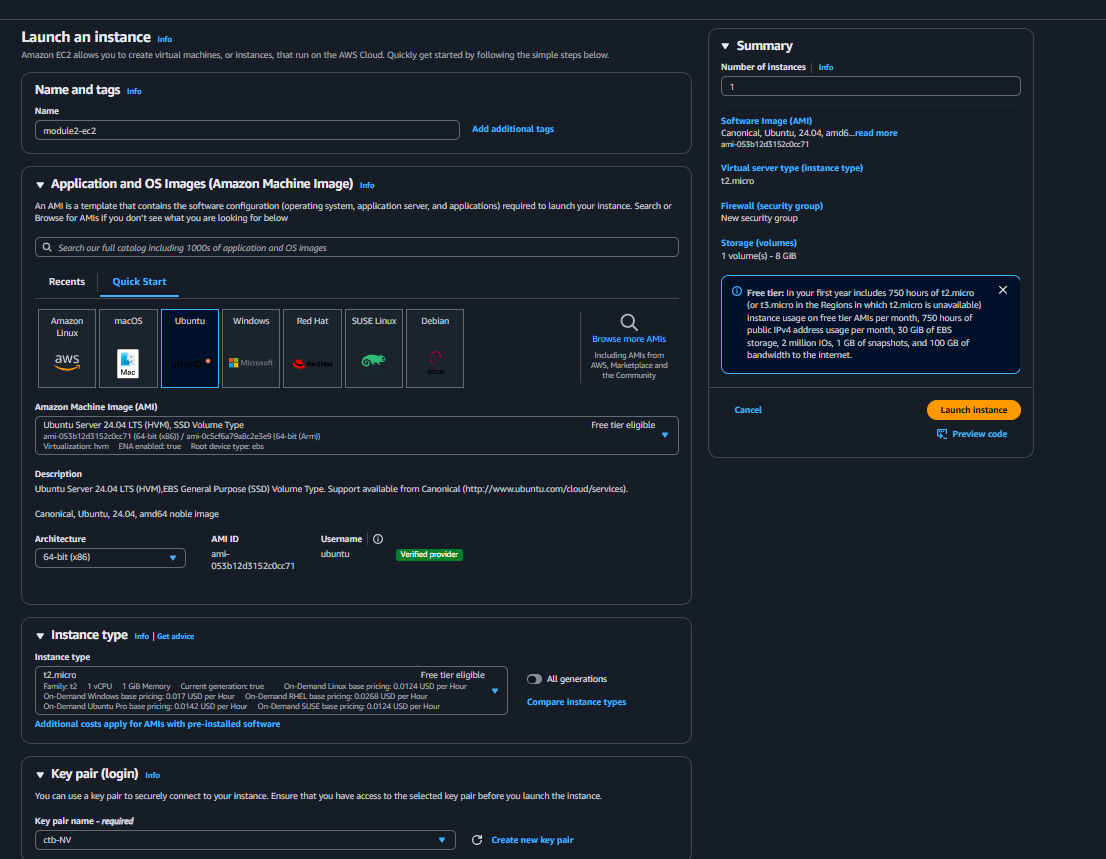 Launch an instance Info
Amazon EC2 allows you to create virtual machines, or instances, that run on the AWS Cloud. Quickly get started by following the simple steps below.
Name and tags Info
Name
module2-ec2
Add additional tags
Application and OS Images (Amazon Machine Image) Info
An AMI is a template that contains the software configuration (operating system, application server, and applications) required to launch your instance. Search or
Browse for AMIs if you don't see what you are looking for below
Search our full catalog including 1000s of application and OS images
Recents
Quick Start
Amazon
Linux
aws
macOS
Mac
Ubuntu
ubuntu
Windows
Microsoft
Red Hat
Red Hat
SUSE Linux
Debian
debian
Browse more AMIs
Including AMIs from
AWS, Marketplace and
the Community
Amazon Machine Image (AMI)
Ubuntu Server 24.04 LTS (HVM), SSD Volume Type
Free tier eligible
ami-053b12d3152c0cc71 (64-bit (x86)) / ami-0c5cf6a79a8c2e3e9 (64-bit (Arm))
Virtualization: hvm ENA enabled: true Root device type: ebs
Description
Ubuntu Server 24.04 LTS (HVM),EBS General Purpose (SSD) Volume Type. Support available from Canonical (http://www.ubuntu.com/cloud/services).
Canonical, Ubuntu, 24.04, amd64 noble image
Architecture
64-bit (x86)
AMI ID
ami-
053b12d3152c0cc71
Username
ubuntu
Verified provider
Instance type Info | Get advice
Instance type
t2.micro
Free tier eligible
Family: t2 1 vCPU 1 GiB Memory Current generation: true On-Demand Linux base pricing: 0.0124 USD per Hour
On-Demand Windows base pricing: 0.017 USD per Hour On-Demand RHEL base pricing: 0.0268 USD per Hour
On-Demand Ubuntu Pro base pricing: 0.0142 USD per Hour On-Demand SUSE base pricing: 0.0124 USD per Hour
All generations
Compare instance types
Additional costs apply for AMIs with pre-installed software
Key pair (login) Info
You can use a key pair to securely connect to your instance. Ensure that you have access to the selected key pair before you launch the instance.
Key pair name - required
ctb-NV
Create new key pair
Summary
Number of instances Info
1
Software Image (AMI)
Canonical, Ubuntu, 24.04, amd6...read more
ami-053b12d3152c0cc71
Virtual server type (instance type)
t2.micro
Firewall (security group)
New security group
Storage (volumes)
1 volume(s) - 8 GiB
Free tier: In your first year includes 750 hours of t2.micro
(or t3.micro in the Regions in which t2.micro is unavailable)
instance usage on free tier AMIs per month, 750 hours of
public IPv4 address usage per month, 30 GiB of EBS
storage, 2 million IOs, 1 GB of snapshots, and 100 GB of
bandwidth to the internet.
Cancel
Launch instance
Preview code